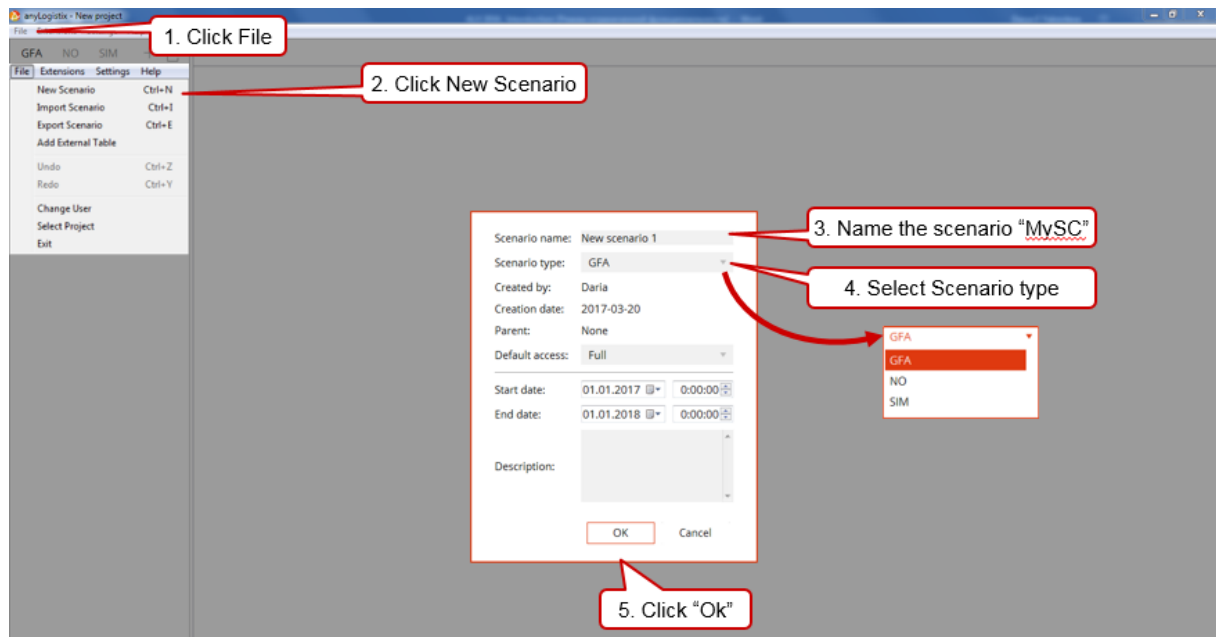 anyLogistix - New project
File
1. Click File
GFA NO SIM
File Extensions Settings Help
New Scenario Ctrl+N
Import Scenario Ctrl+I
Export Scenario Ctrl+E
Add External Table
Undo Ctrl+Z
Redo Ctrl+Y
Change User
Select Project
Exit
2. Click New Scenario
Scenario name: New scenario 1
Scenario type: GFA
Created by: Daria
Creation date: 2017-03-20
Parent: None
Default access: Full
Start date: 01.01.2017 0:00:00
End date: 01.01.2018 0:00:00
Description:
OK Cancel
3. Name the scenario “MySC”
4. Select Scenario type
GFA
GFA
NO
SIM
5. Click “Ok”